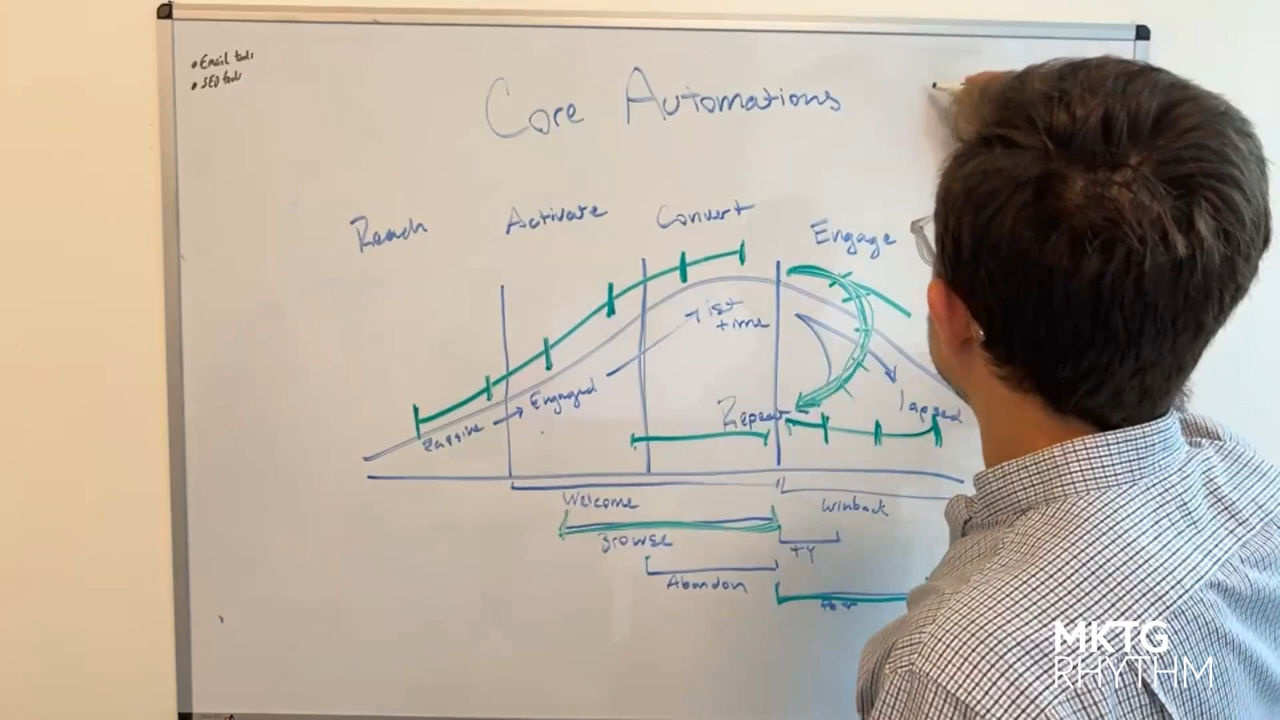 • Email tools
• SEO tools
Core Automations
Reach
Activate
Convert
Engage
1st
time
Engaged
Repeat
lapsed
Welcome
Winback
Browse
TY
Abandon
MKTG
RHYTHM